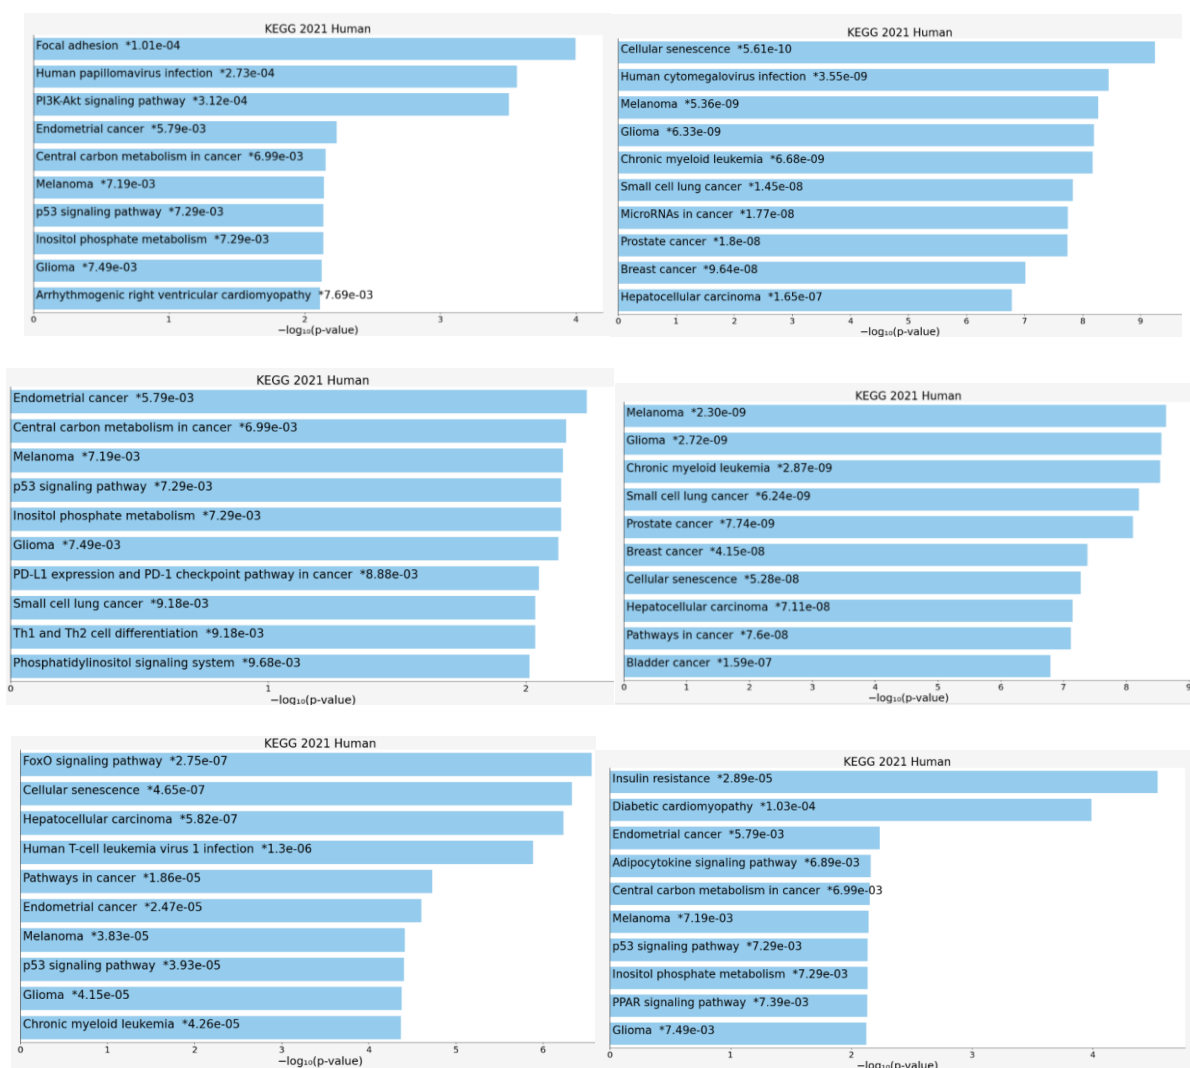 KEGG 2021 Human
Focal adhesion *1.01e-04
Human papillomavirus infection *2.73e-04
PI3K-Akt signaling pathway *3.12e-04
Endometrial cancer *5.79e-03
Central carbon metabolism in cancer *6.99e-03
Melanoma *7.19e-03
p53 signaling pathway *7.29e-03
Inositol phosphate metabolism *7.29e-03
Glioma *7.49e-03
Arrhythmogenic right ventricular cardiomyopathy *7.69e-03
0 1 2 3 4
−log₁₀(p-value)
KEGG 2021 Human
Cellular senescence *5.61e-10
Human cytomegalovirus infection *3.55e-09
Melanoma *5.36e-09
Glioma *6.33e-09
Chronic myeloid leukemia *6.68e-09
Small cell lung cancer *1.45e-08
MicroRNAs in cancer *1.77e-08
Prostate cancer *1.8e-08
Breast cancer *9.64e-08
Hepatocellular carcinoma *1.65e-07
0 1 2 3 4 5 6 7 8 9
−log₁₀(p-value)
KEGG 2021 Human
Endometrial cancer *5.79e-03
Central carbon metabolism in cancer *6.99e-03
Melanoma *7.19e-03
p53 signaling pathway *7.29e-03
Inositol phosphate metabolism *7.29e-03
Glioma *7.49e-03
PD-L1 expression and PD-1 checkpoint pathway in cancer *8.88e-03
Small cell lung cancer *9.18e-03
Th1 and Th2 cell differentiation *9.18e-03
Phosphatidylinositol signaling system *9.68e-03
0 1 2
−log₁₀(p-value)
KEGG 2021 Human
Melanoma *2.30e-09
Glioma *2.72e-09
Chronic myeloid leukemia *2.87e-09
Small cell lung cancer *6.24e-09
Prostate cancer *7.74e-09
Breast cancer *4.15e-08
Cellular senescence *5.28e-08
Hepatocellular carcinoma *7.11e-08
Pathways in cancer *7.6e-08
Bladder cancer *1.59e-07
0 1 2 3 4 5 6 7 8 9
−log₁₀(p-value)
KEGG 2021 Human
FoxO signaling pathway *2.75e-07
Cellular senescence *4.65e-07
Hepatocellular carcinoma *5.82e-07
Human T-cell leukemia virus 1 infection *1.3e-06
Pathways in cancer *1.86e-05
Endometrial cancer *2.47e-05
Melanoma *3.83e-05
p53 signaling pathway *3.93e-05
Glioma *4.15e-05
Chronic myeloid leukemia *4.26e-05
0 1 2 3 4 5 6
−log₁₀(p-value)
KEGG 2021 Human
Insulin resistance *2.89e-05
Diabetic cardiomyopathy *1.03e-04
Endometrial cancer *5.79e-03
Adipocytokine signaling pathway *6.89e-03
Central carbon metabolism in cancer *6.99e-03
Melanoma *7.19e-03
p53 signaling pathway *7.29e-03
Inositol phosphate metabolism *7.29e-03
PPAR signaling pathway *7.39e-03
Glioma *7.49e-03
0 1 2 3 4
−log₁₀(p-value)